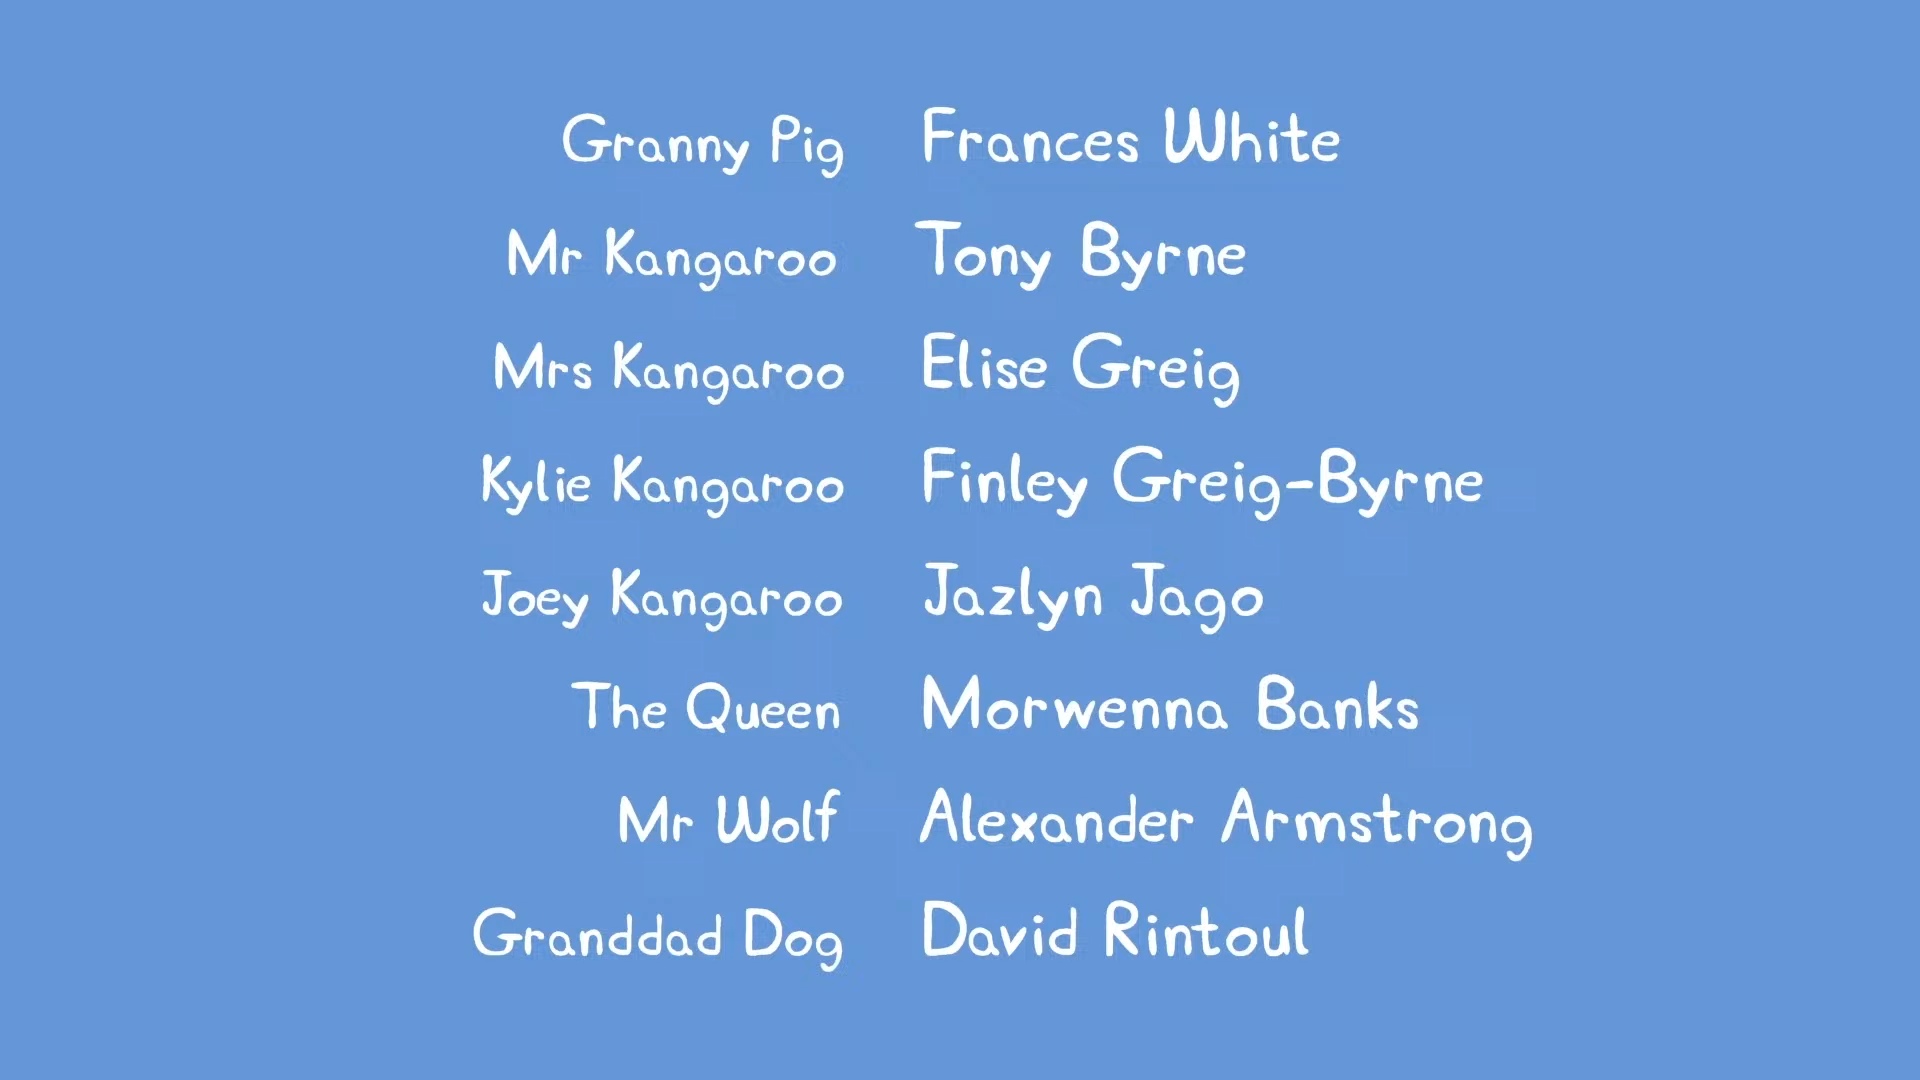 Granny Pig Frances White
Mr Kangaroo Tony Byrne
Mrs Kangaroo Elise Greig
Kylie Kangaroo Finley Greig-Byrne
Joey Kangaroo Jazlyn Jago
The Queen Morwenna Banks
Mr Wolf Alexander Armstrong
Granddad Dog David Rintoul